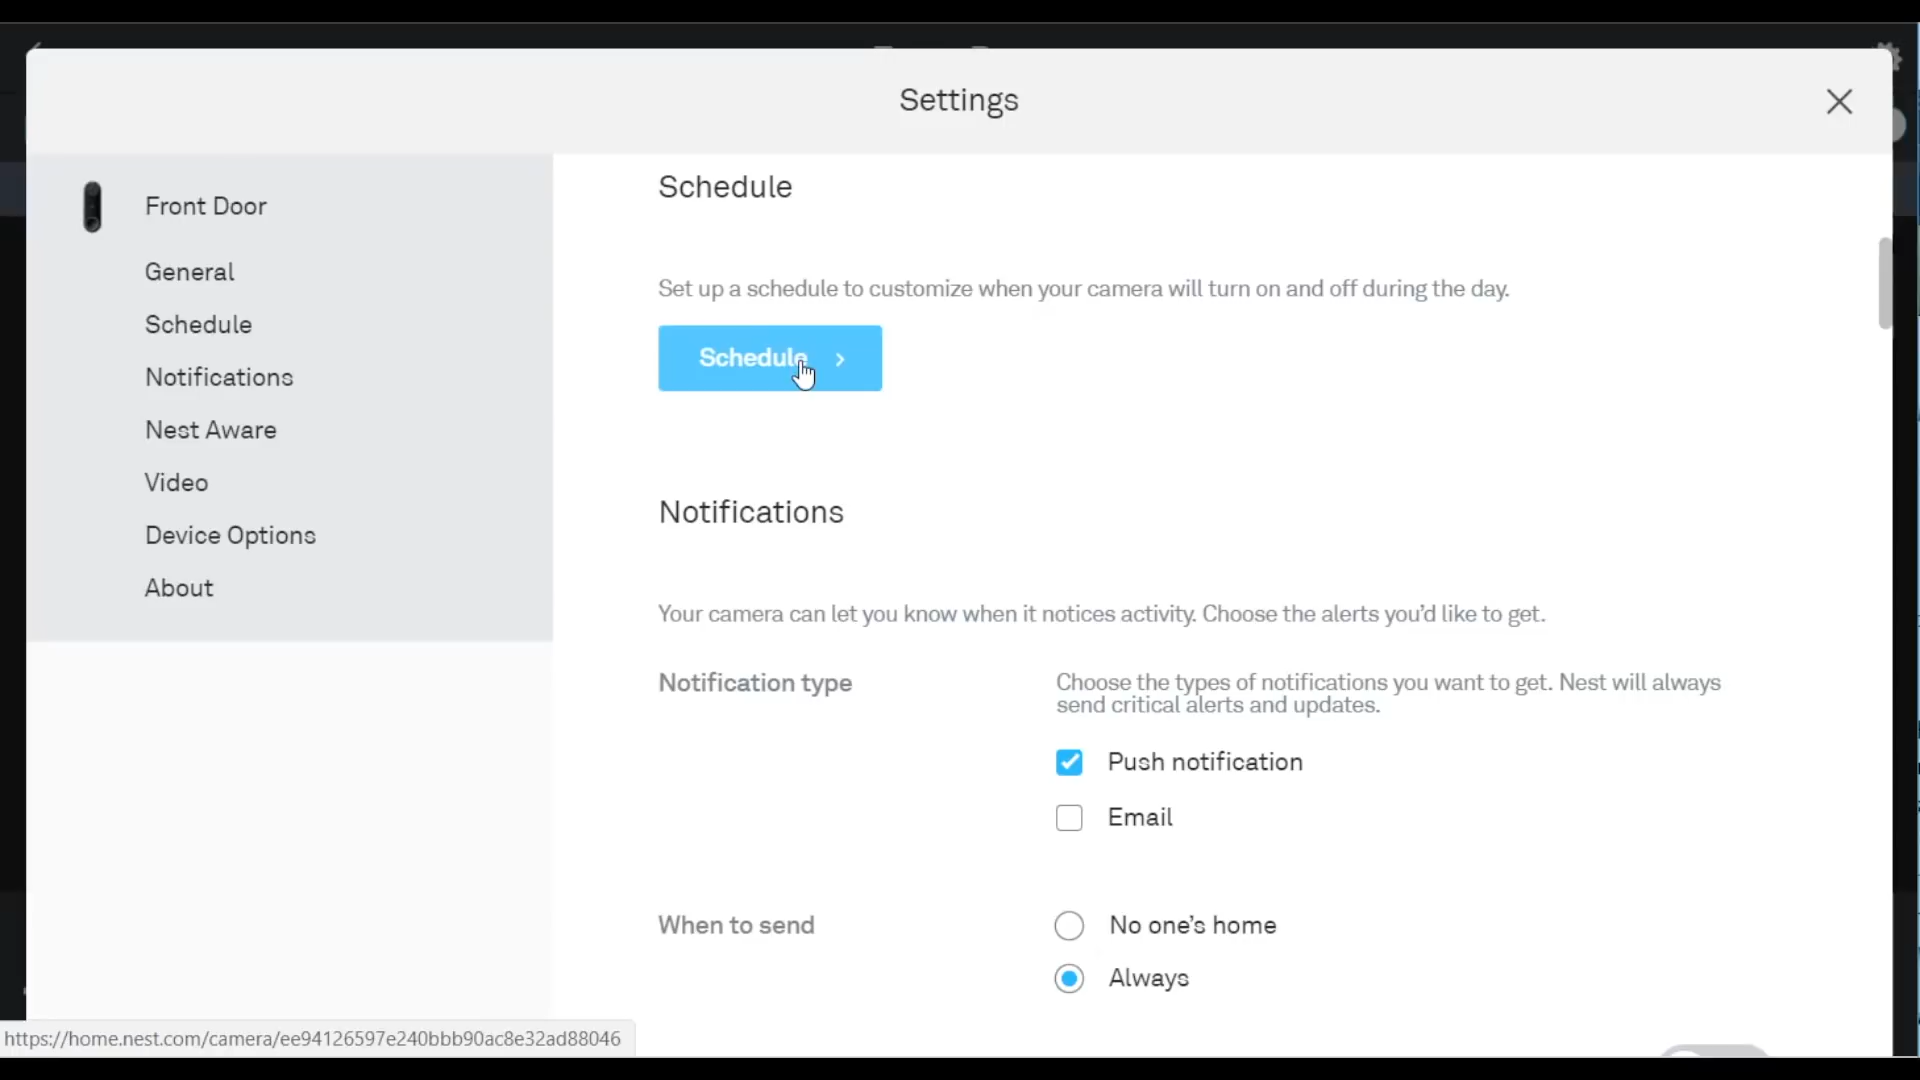 Settings
Front Door
General
Schedule
Notifications
Nest Aware
Video
Device Options
About
Schedule
Set up a schedule to customize when your camera will turn on and off during the day.
Schedule
Notifications
Your camera can let you know when it notices activity. Choose the alerts you’d like to get.
Notification type
Choose the types of notifications you want to get. Nest will always
send critical alerts and updates.
Push notification
Email
When to send
No one’s home
Always
https://home.nest.com/camera/ee94126597e240bbb90ac8e32ad88046